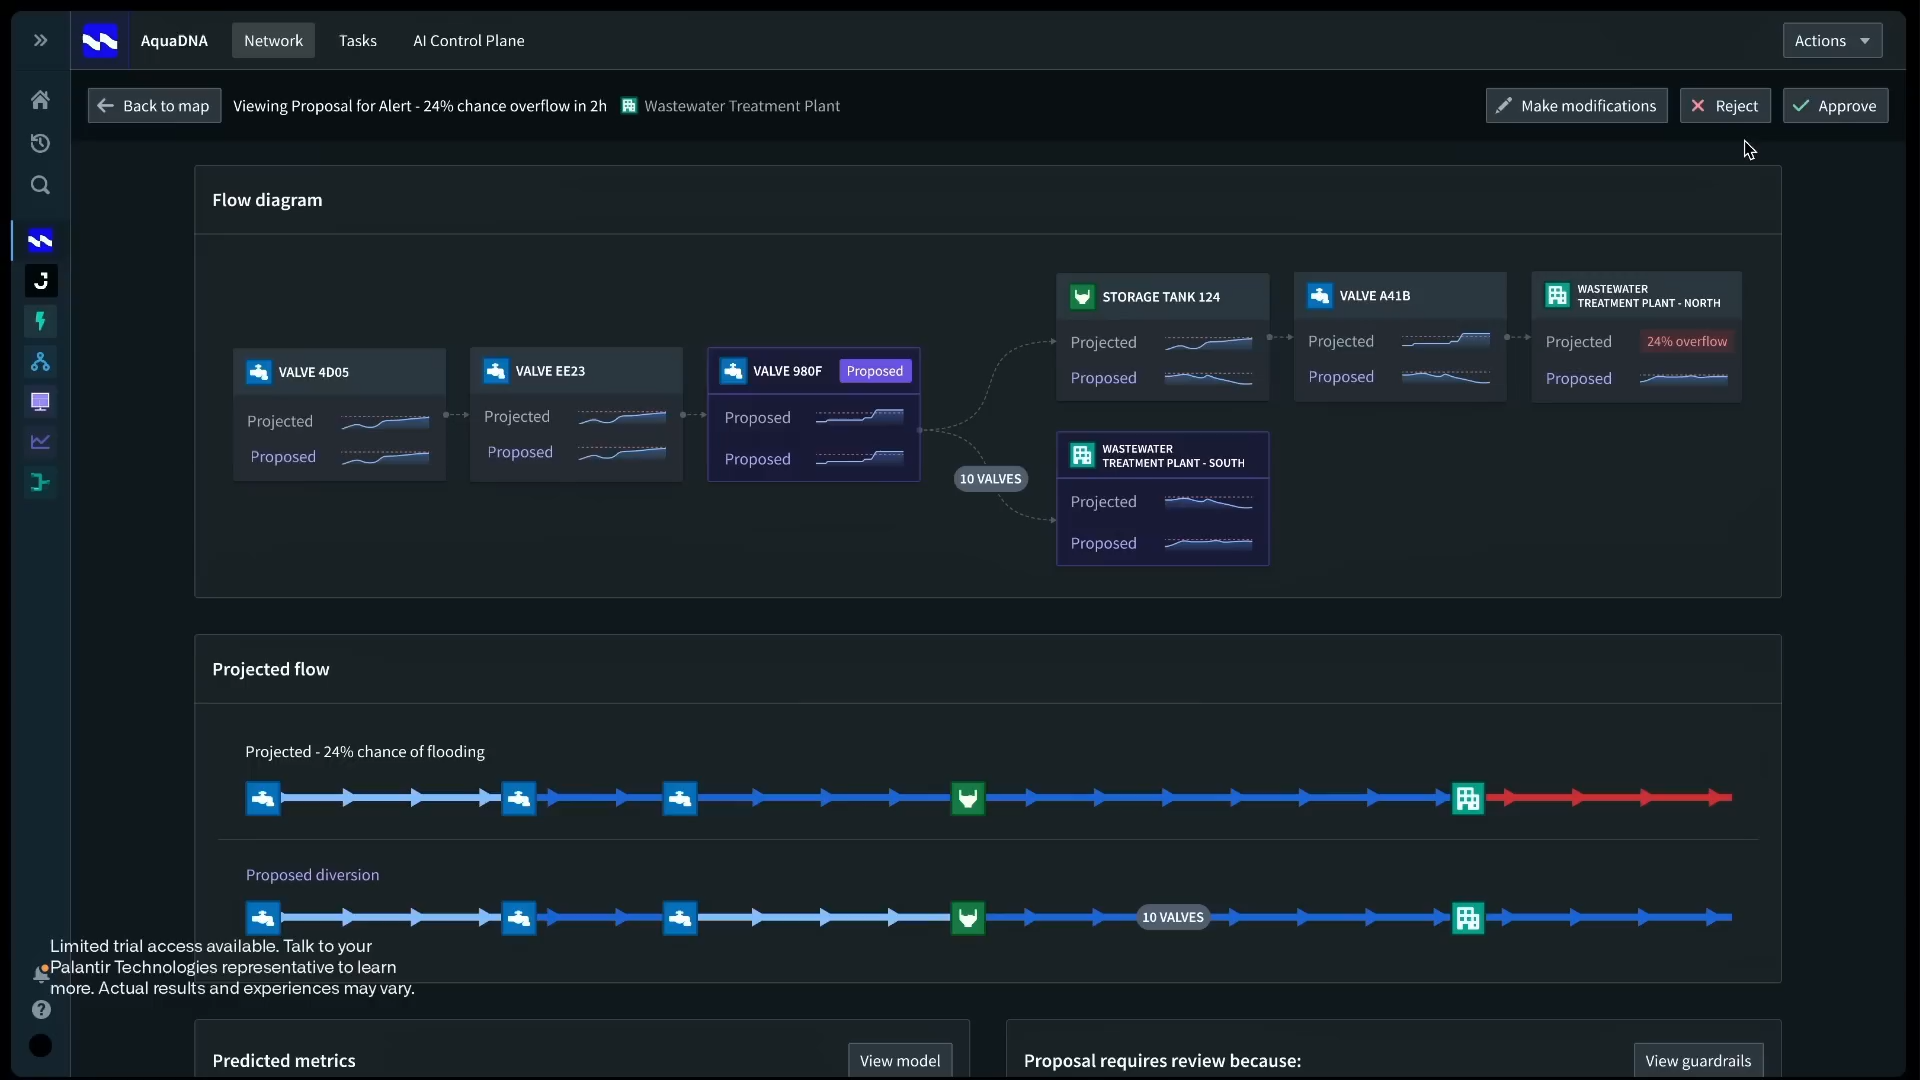 AquaDNA
Network
Tasks
AI Control Plane
Actions
Back to map
Viewing Proposal for Alert - 24% chance overflow in 2h
Wastewater Treatment Plant
Make modifications
Reject
Approve
Flow diagram
VALVE 4D05
Projected
Proposed
VALVE EE23
Projected
Proposed
VALVE 980F
Proposed
Proposed
Proposed
10 VALVES
STORAGE TANK 124
Projected
Proposed
VALVE A41B
Projected
Proposed
WASTEWATER
TREATMENT PLANT - NORTH
Projected
24% overflow
Proposed
WASTEWATER
TREATMENT PLANT - SOUTH
Projected
Proposed
Projected flow
Projected - 24% chance of flooding
Proposed diversion
10 VALVES
Limited trial access available. Talk to your
Palantir Technologies representative to learn
more. Actual results and experiences may vary.
Predicted metrics
View model
Proposal requires review because:
View guardrails